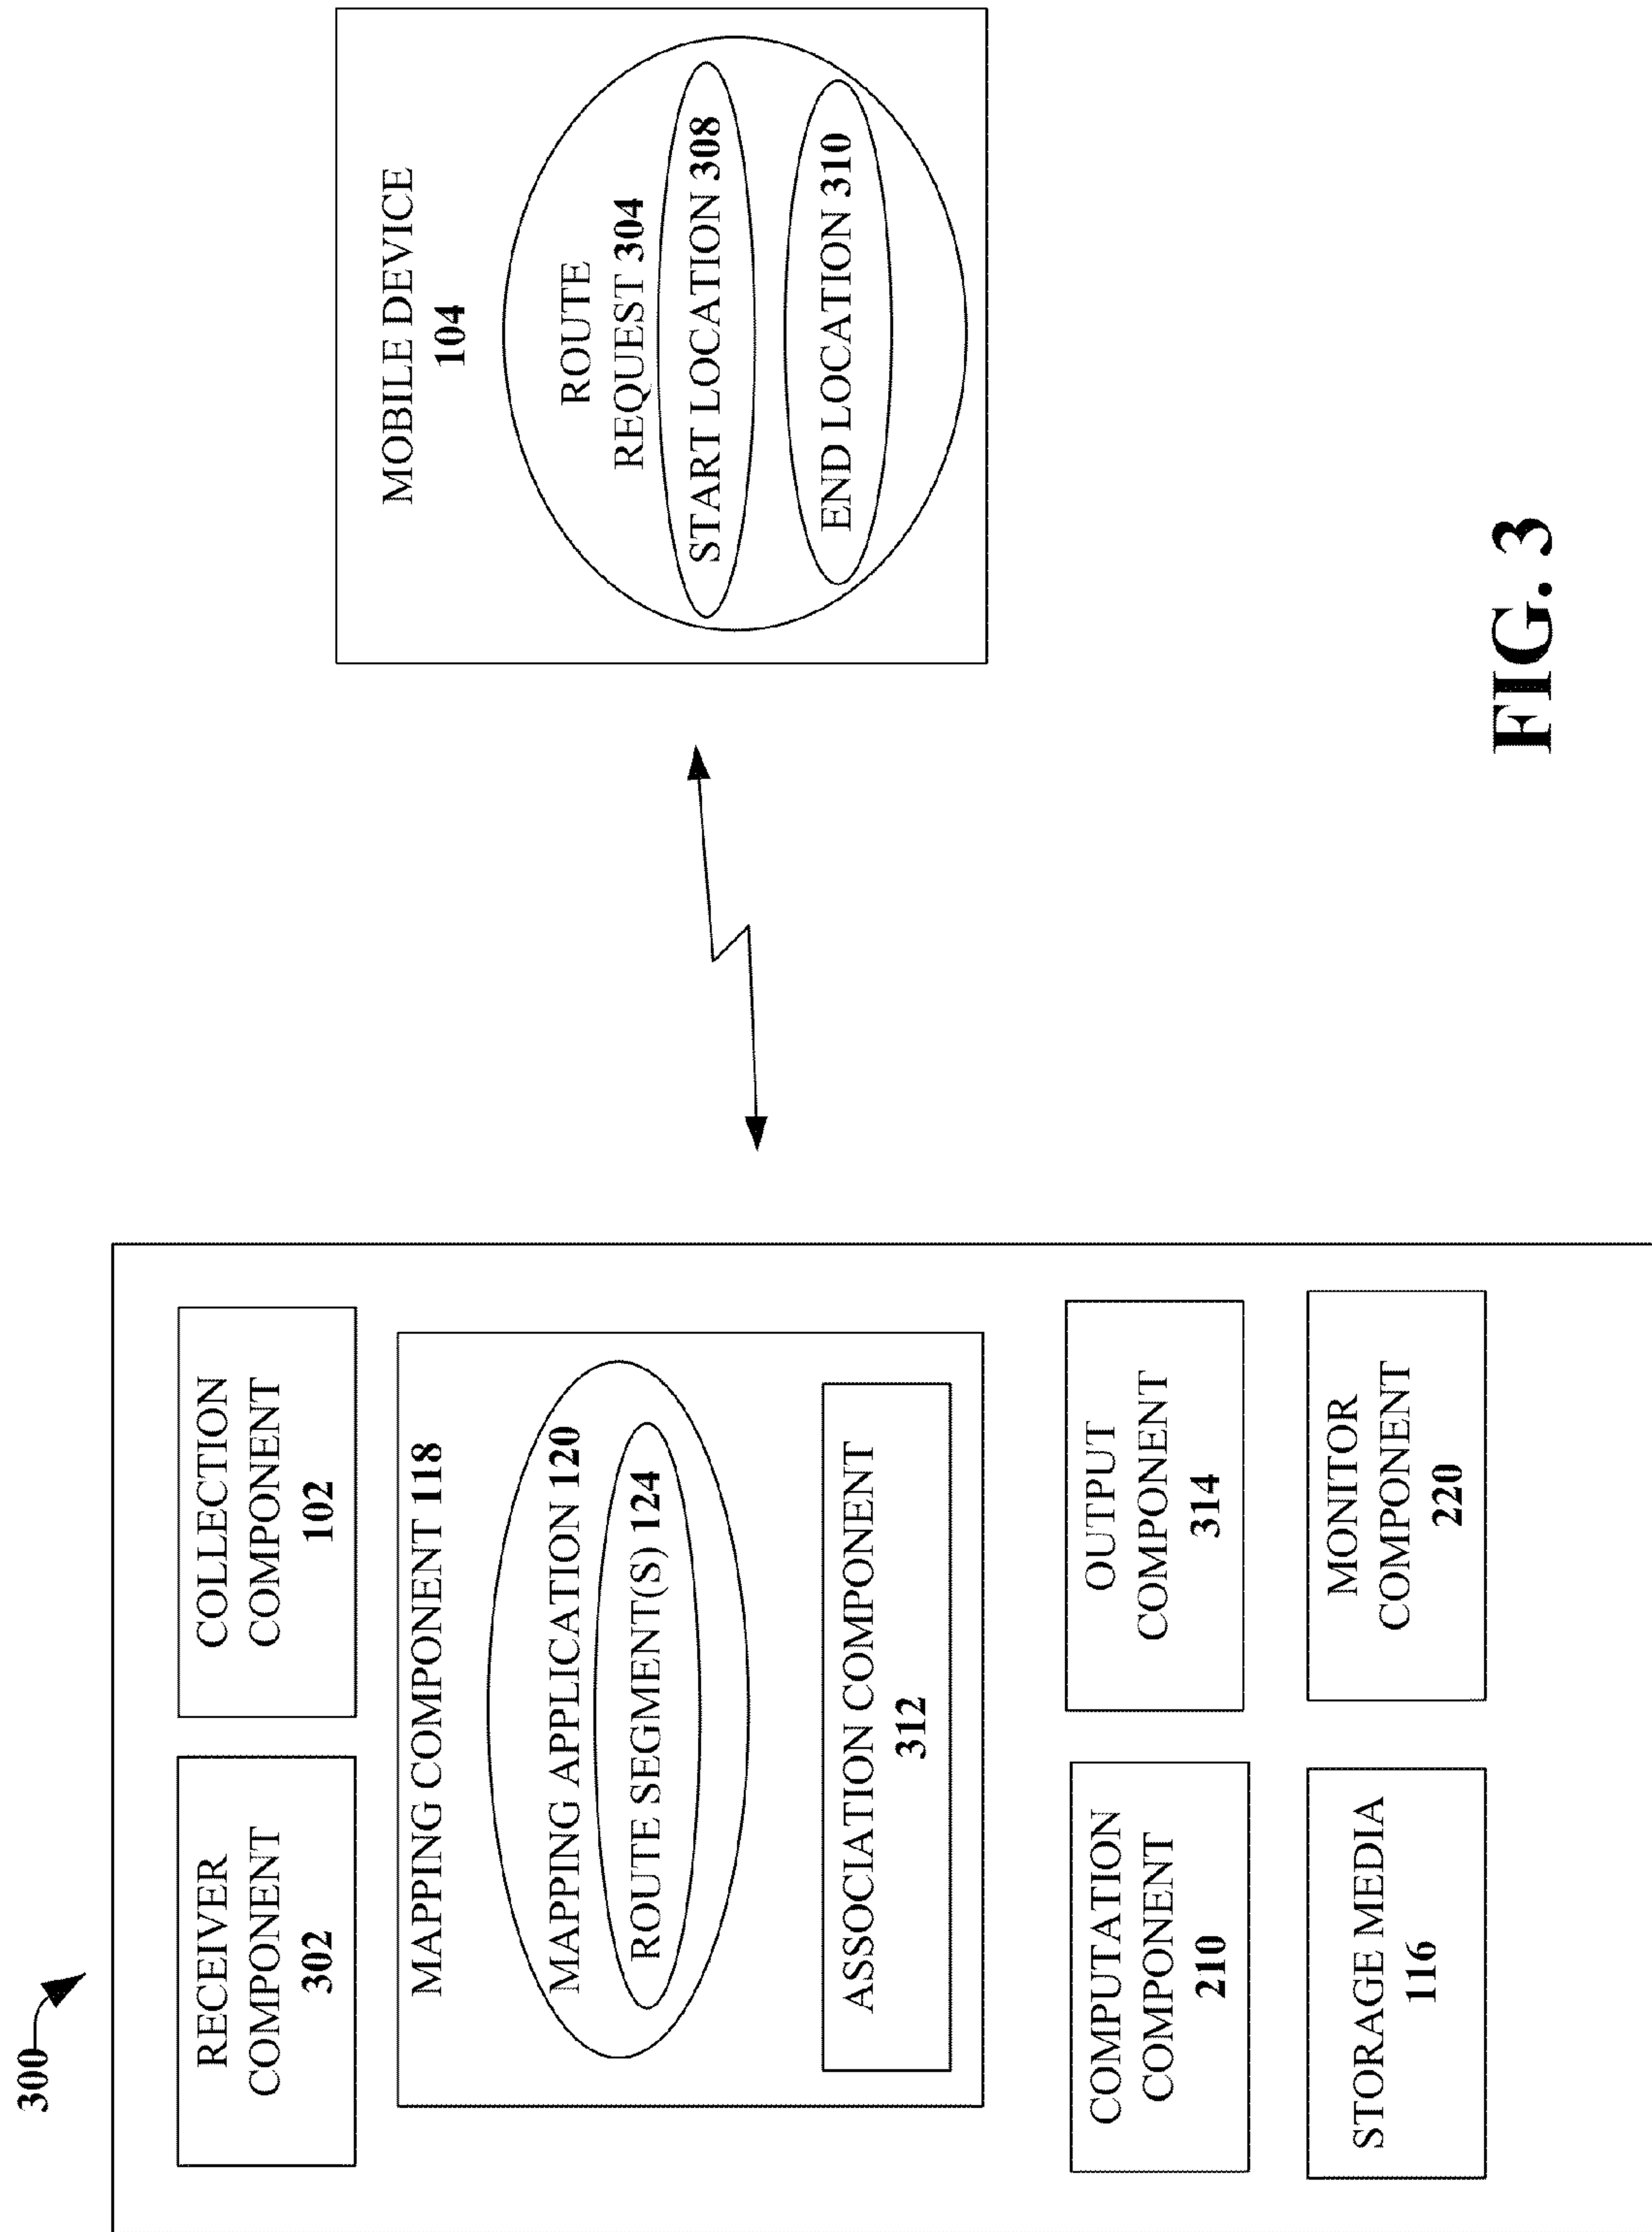 300
RECEIVER
COMPONENT
302
COLLECTION
COMPONENT
102
MAPPING COMPONENT 118
MAPPING APPLICATION 120
ROUTE SEGMENT(S) 124
ASSOCIATION COMPONENT
312
COMPUTATION
COMPONENT
210
OUTPUT
COMPONENT
314
STORAGE MEDIA
116
MONITOR
COMPONENT
220
MOBILE DEVICE
104
ROUTE
REQUEST 304
START LOCATION 308
END LOCATION 310
FIG. 3